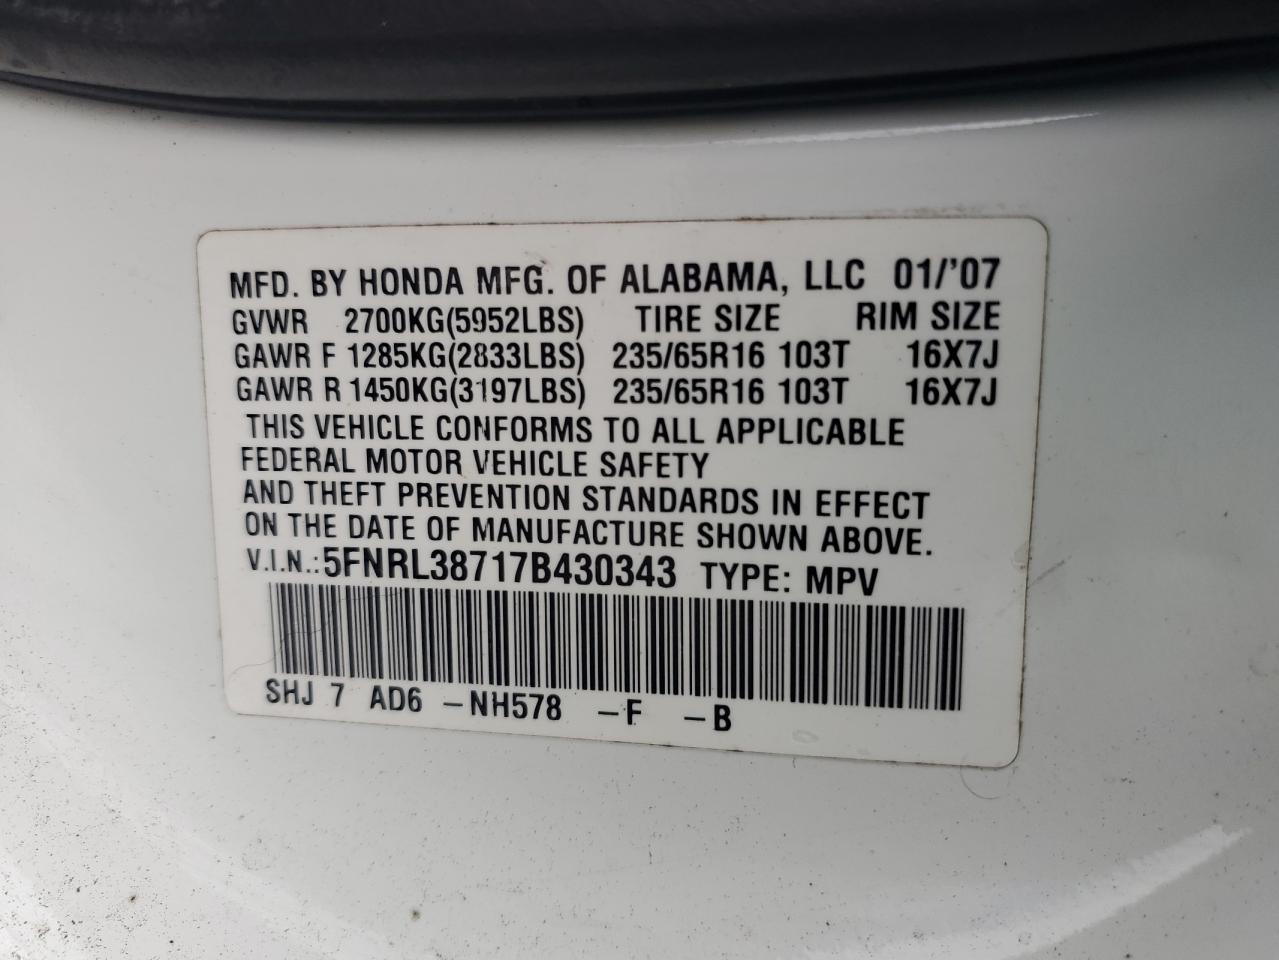 MFD. BY HONDA MFG. OF ALABAMA, LLC 01/'07
GVWR 2700KG(5952LBS) TIRE SIZE RIM SIZE
GAWR F 1285KG(2833LBS) 235/65R16 103T 16X7J
GAWR R 1450KG(3197LBS) 235/65R16 103T 16X7J
THIS VEHICLE CONFORMS TO ALL APPLICABLE
FEDERAL MOTOR VEHICLE SAFETY
AND THEFT PREVENTION STANDARDS IN EFFECT
ON THE DATE OF MANUFACTURE SHOWN ABOVE.
V.I.N.:5FNRL38717B430343 TYPE: MPV
SHJ 7 AD6 -NH578 -F -B